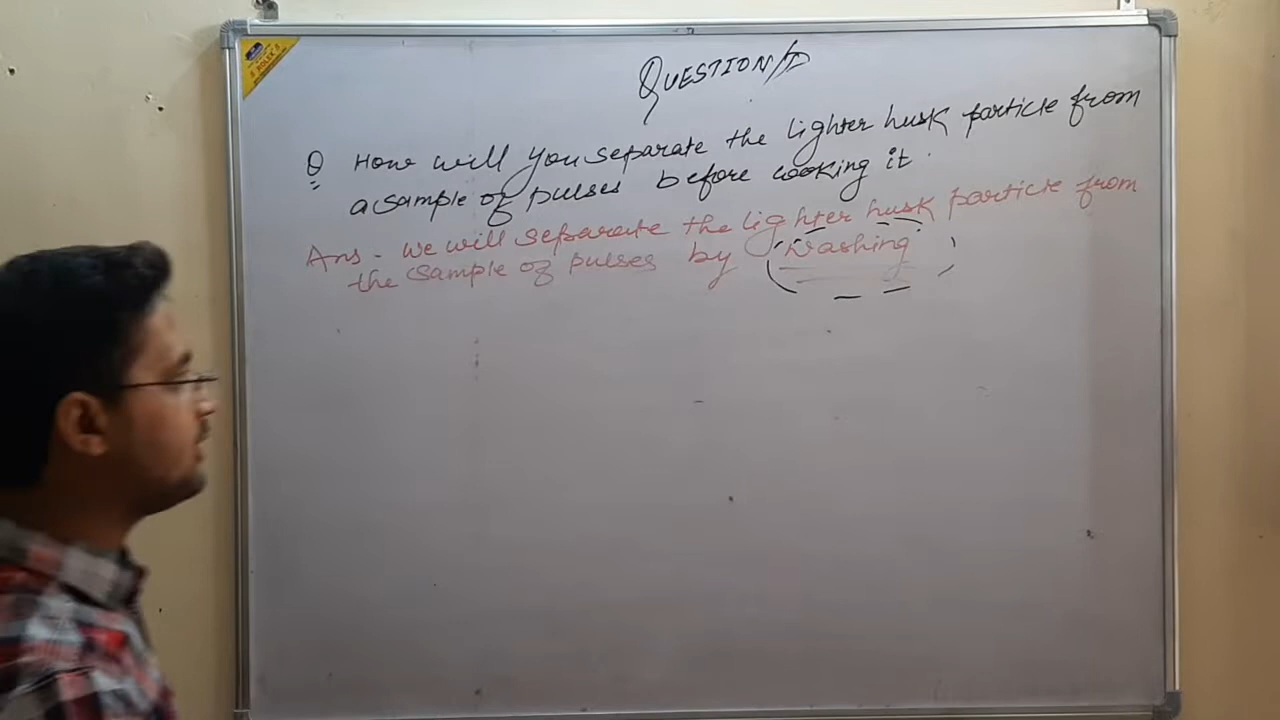 QUESTION
Q How will you separate the lighter husk particle from
a sample of pulses before cooking it.
Ans - we will separate the lighter husk particle from
the sample of pulses by washing